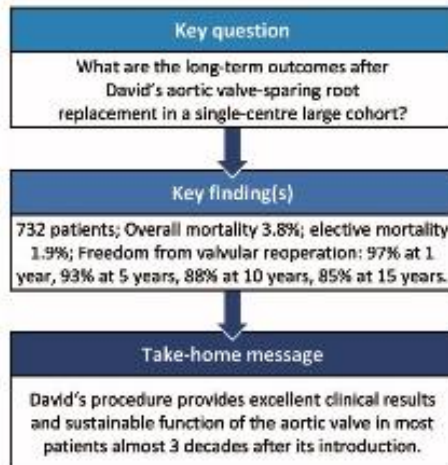 Key question
What are the long-term outcomes after
David's aortic valve-sparing root
replacement in a single-centre large cohort?
Key finding(s)
732 patients; Overall mortality 3.8%; elective mortality
1.9%; Freedom from valvular reoperation: 97% at 1
year, 93% at 5 years, 88% at 10 years, 85% at 15 years.
Take-home message
David's procedure provides excellent clinical results
and sustainable function of the aortic valve in most
patients almost 3 decades after its introduction.